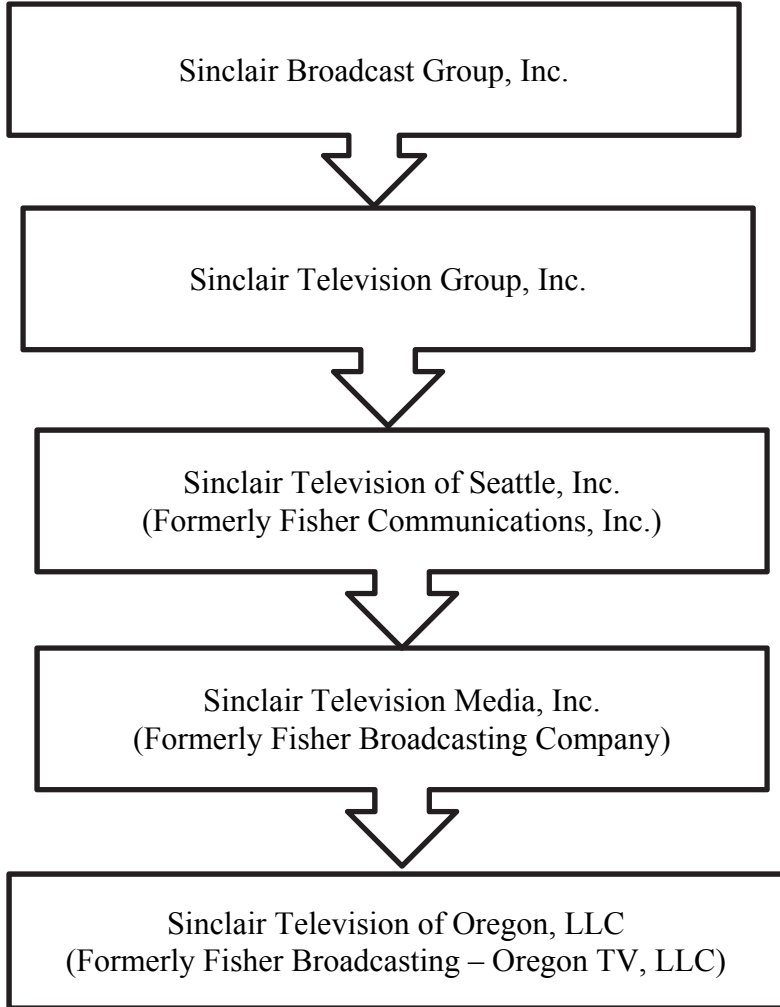 Sinclair Broadcast Group, Inc.
Sinclair Television Group, Inc.
Sinclair Television of Seattle, Inc.
(Formerly Fisher Communications, Inc.)
Sinclair Television Media, Inc.
(Formerly Fisher Broadcasting Company)
Sinclair Television of Oregon, LLC
(Formerly Fisher Broadcasting – Oregon TV, LLC)